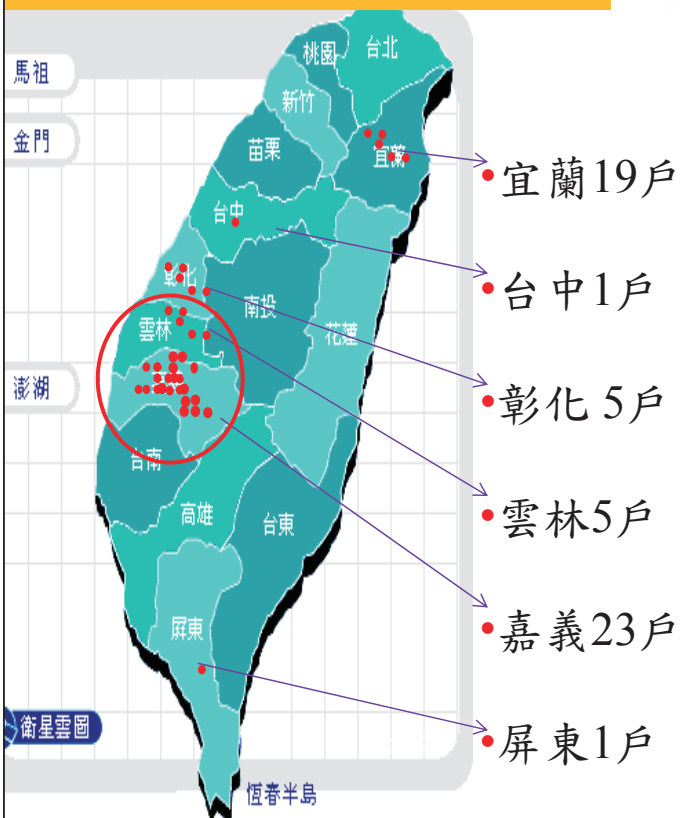 台北
桃園
馬祖
新竹
金門
苗栗
宜蘭
•宜蘭19戶
台中
•台中1戶
彰化
南投
雲林
花蓮
澎湖
•彰化 5戶
台南
高雄
台東
•雲林5戶
屏東
•嘉義23戶
衛星雲圖
•屏東1戶
恆春半島